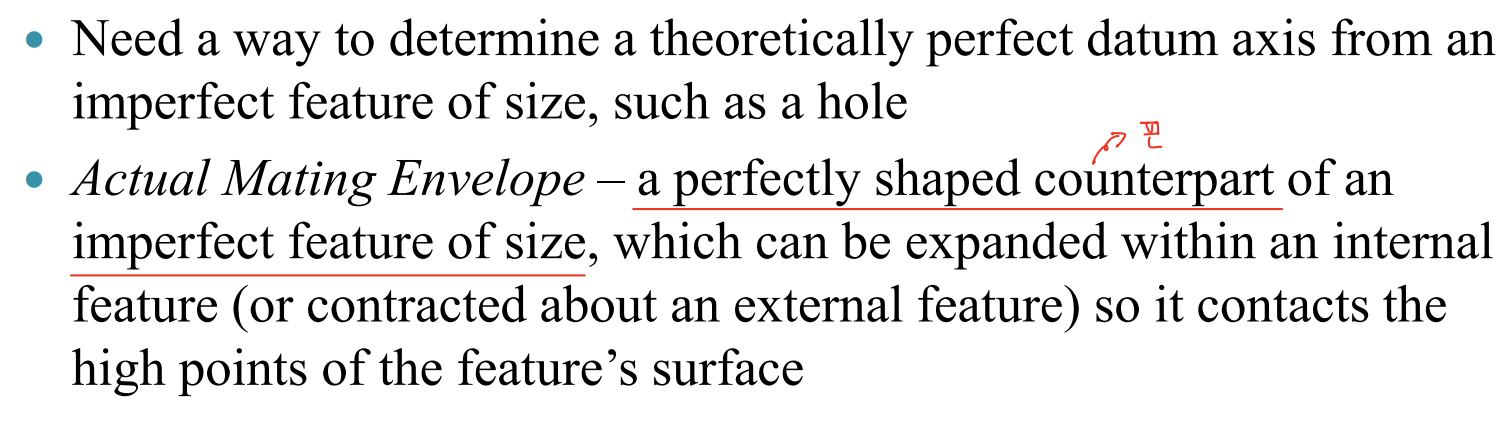 • Need a way to determine a theoretically perfect datum axis from an
imperfect feature of size, such as a hole
• Actual Mating Envelope – a perfectly shaped counterpart of an
imperfect feature of size, which can be expanded within an internal
feature (or contracted about an external feature) so it contacts the
high points of the feature’s surface